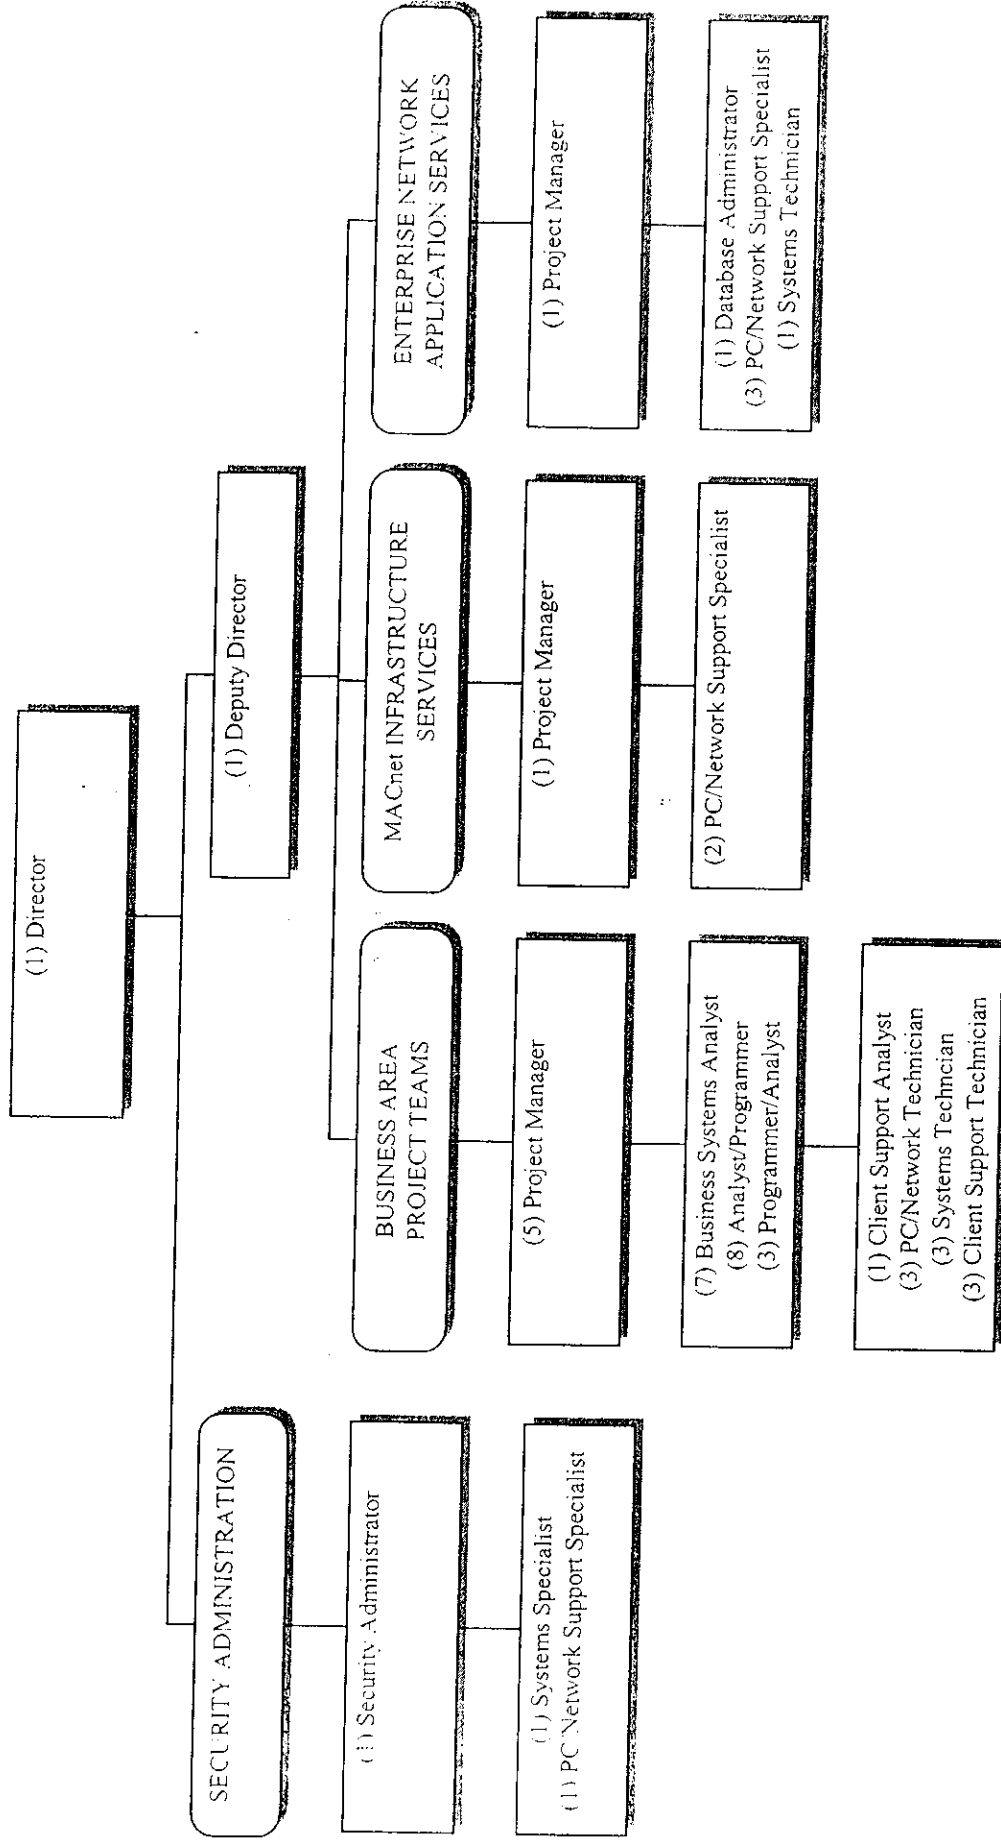 (1) Director
SECURITY ADMINISTRATION
(1) Deputy Director
(1) Security Administrator
(1) Systems Specialist
(1) PC/Network Support Specialist
BUSINESS AREA
PROJECT TEAMS
(5) Project Manager
(7) Business Systems Analyst
(8) Analyst/Programmer
(3) Programmer/Analyst
(1) Client Support Analyst
(3) PC/Network Technician
(3) Systems Techncian
(3) Client Support Technician
MACnet INFRASTRUCTURE
SERVICES
(1) Project Manager
(2) PC/Network Support Specialist
ENTERPRISE NETWORK
APPLICATION SERVICES
(1) Project Manager
(1) Database Administrator
(3) PC/Network Support Specialist
(1) Systems Technician